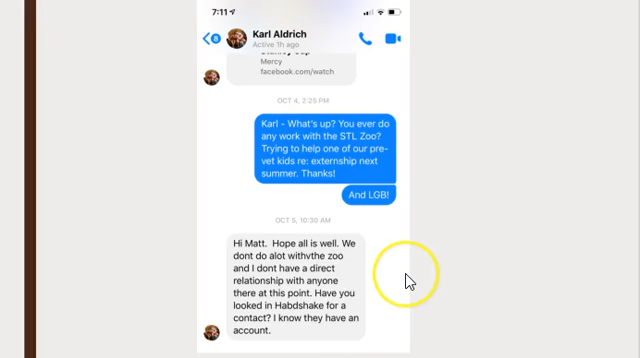 7:11
8
Karl Aldrich
Active 1h ago
Mercy
facebook.com/watch
OCT 4, 2:25 PM
Karl - What's up? You ever do
any work with the STL Zoo?
Trying to help one of our pre-
vet kids re: externship next
summer. Thanks!
And LGB!
OCT 5, 10:30 AM
Hi Matt. Hope all is well. We
dont do alot withvthe zoo
and I dont have a direct
relationship with anyone
there at this point. Have you
looked in Habdshake for a
contact? I know they have an
account.